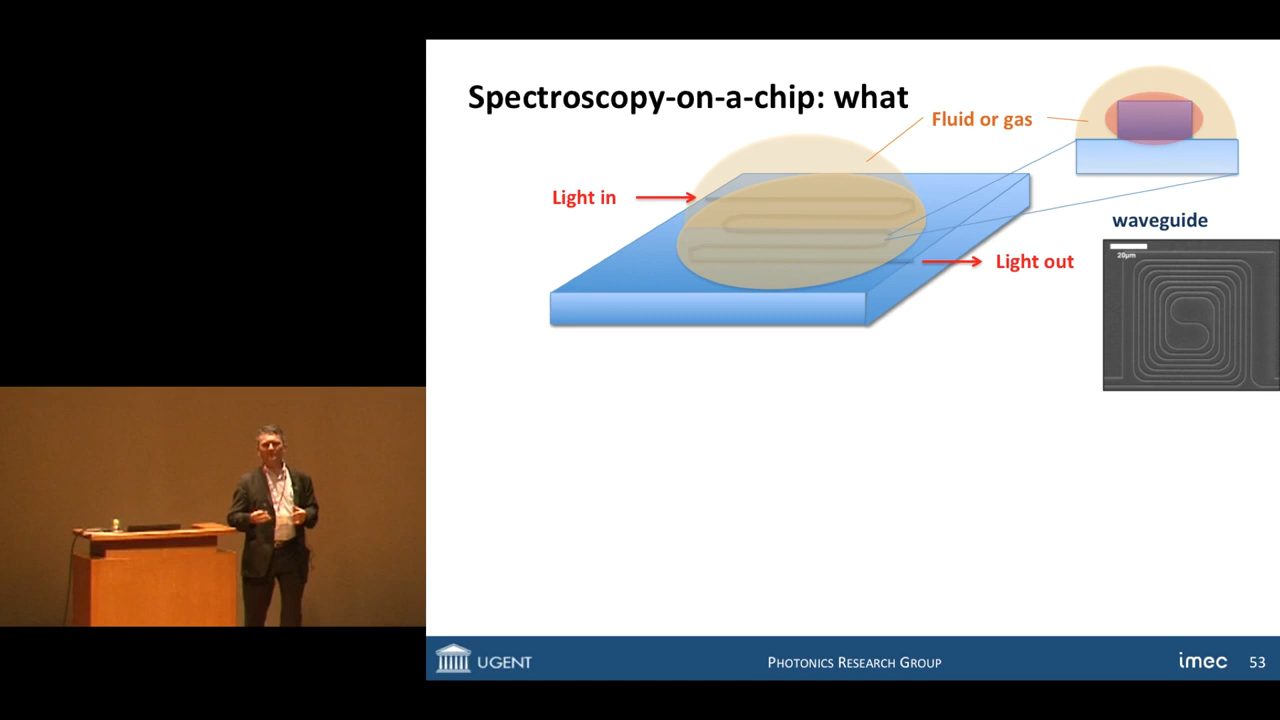 Spectroscopy-on-a-chip: what
Fluid or gas
Light in
waveguide
Light out
20µm
UGENT
PHOTONICS RESEARCH GROUP
imec
53